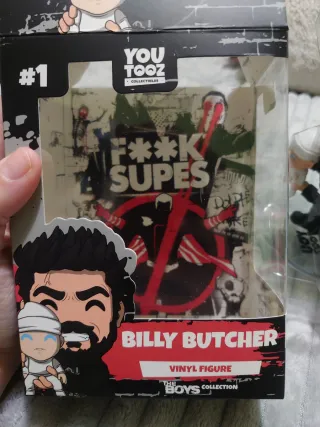 #1
YOU
TOOZ
COLLECTIBLES
F**K
SUPES
BILLY BUTCHER
VINYL FIGURE
THE BOYS COLLECTION